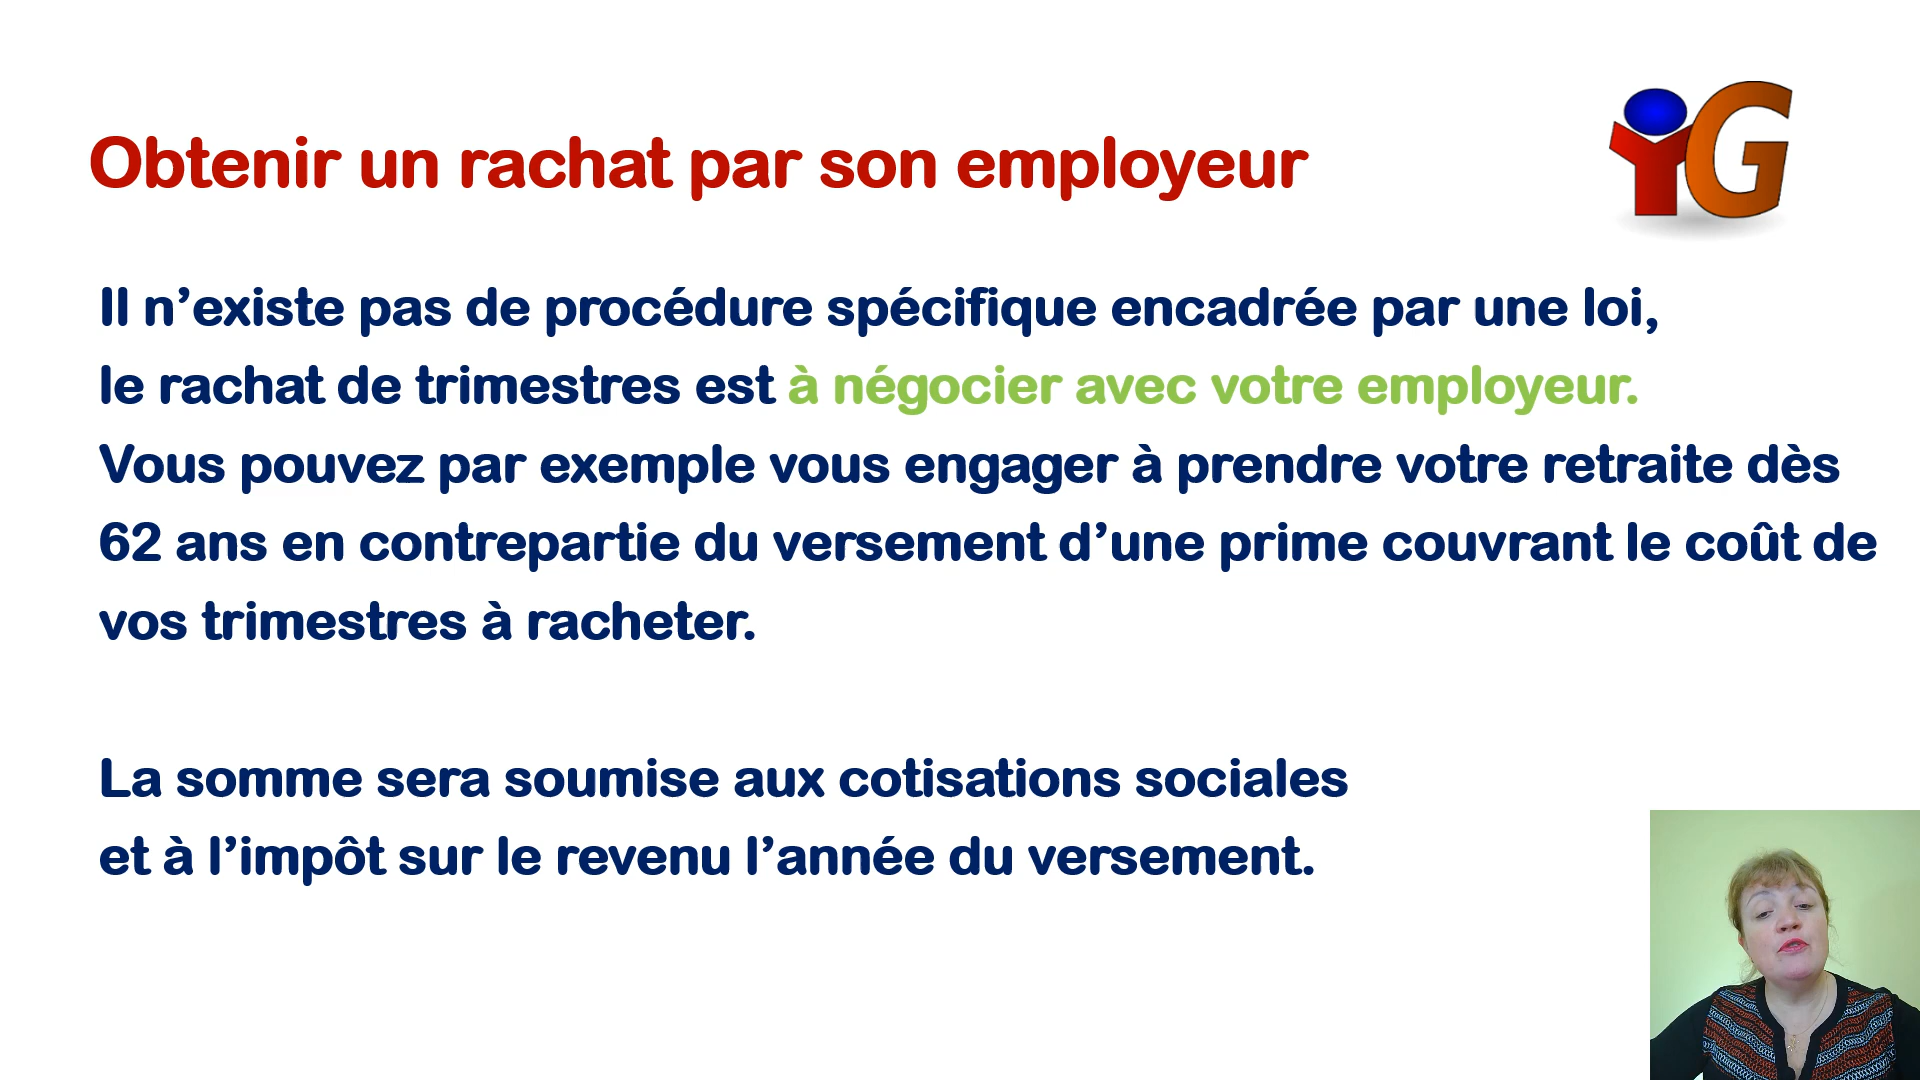 Obtenir un rachat par son employeur
iG
Il n’existe pas de procédure spécifique encadrée par une loi,
le rachat de trimestres est à négocier avec votre employeur.
Vous pouvez par exemple vous engager à prendre votre retraite dès
62 ans en contrepartie du versement d’une prime couvrant le coût de
vos trimestres à racheter.
La somme sera soumise aux cotisations sociales
et à l’impôt sur le revenu l’année du versement.